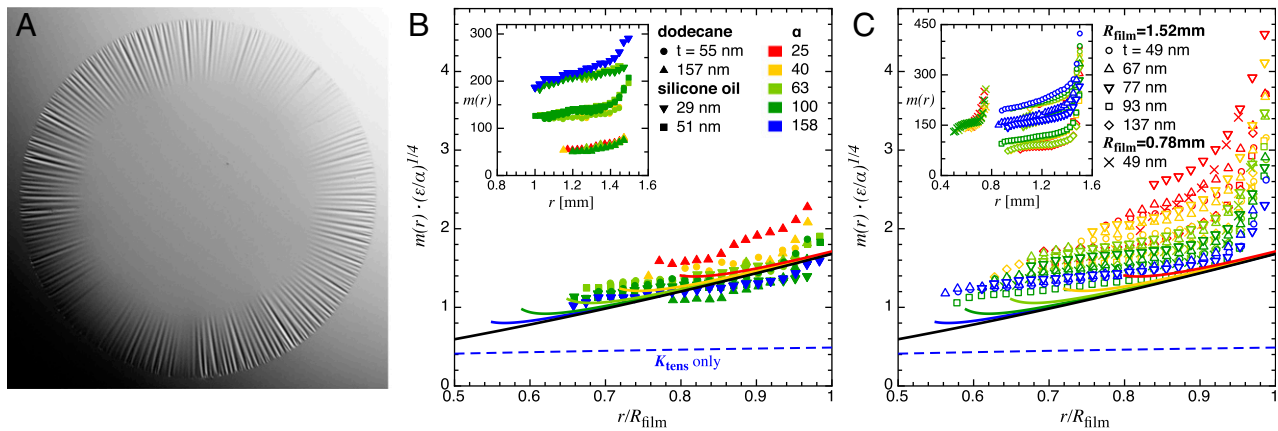 A
B
m(r) · (ε/α)^1/4
4
3
2
1
0
0.5
0.6
0.7
0.8
0.9
1
r/R_film
K_tens only
m(r)
300
200
100
0
0.8
1.0
1.2
1.4
1.6
r [mm]
dodecane
t = 55 nm
157 nm
silicone oil
29 nm
51 nm
α
25
40
63
100
158
C
m(r) · (ε/α)^1/4
4
3
2
1
0
0.5
0.6
0.7
0.8
0.9
1
r/R_film
m(r)
450
300
150
0
0.4
0.8
1.2
1.6
r [mm]
R_film=1.52mm
t = 49 nm
67 nm
77 nm
93 nm
137 nm
R_film=0.78mm
49 nm